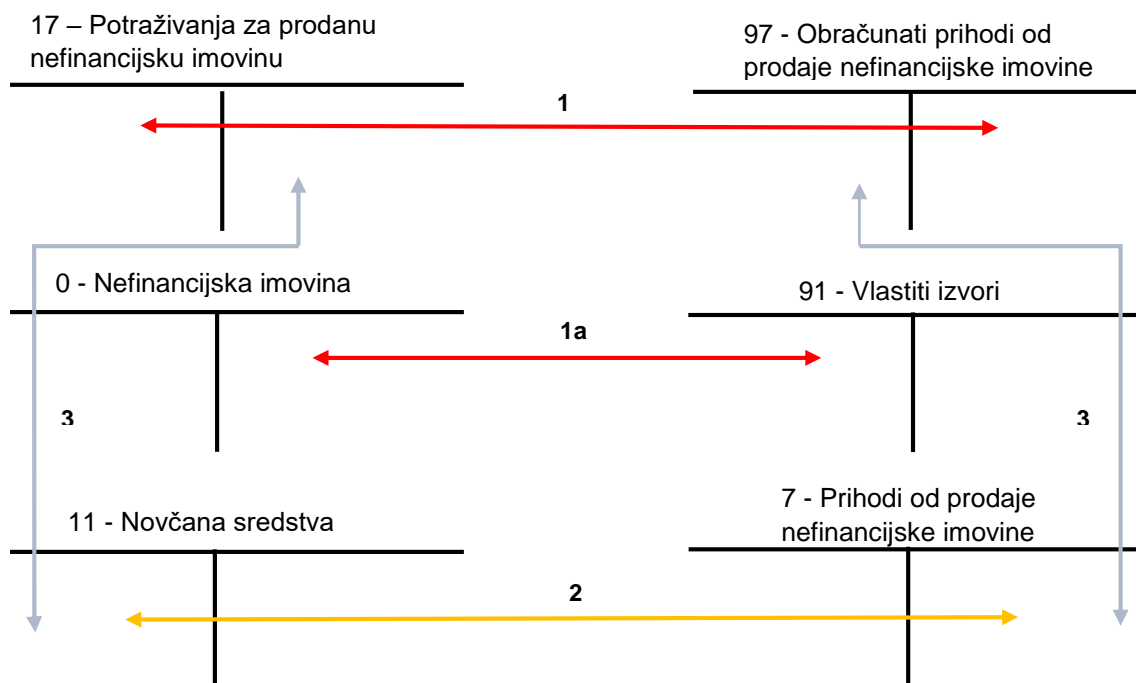 17 – Potraživanja za prodanu
nefinancijsku imovinu
97 - Obračunati prihodi od
prodaje nefinancijske imovine
1
0 - Nefinancijska imovina
91 - Vlastiti izvori
1a
3
3
11 - Novčana sredstva
7 - Prihodi od prodaje
nefinancijske imovine
2